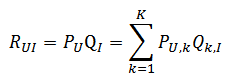 R_{UI} = P_U Q_I = \sum_{k=1}^{K} P_{U,k} Q_{k,I}